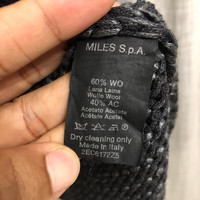 MILES S.p.A.
60% WO
Lana Laine
Wolle Wool
40% AC
Acetato Acetat
Acétate Acetate
Dry cleaning only
Made in Italy